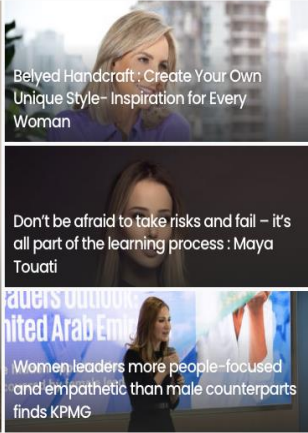 Belyed Handcraft : Create Your Own
Unique Style- Inspiration for Every
Woman
Don't be afraid to take risks and fail – it's
all part of the learning process : Maya
Touati
outlook:
nited Arab Emi
Women leaders more people-focused
and empathetic than male counterparts
finds KPMG